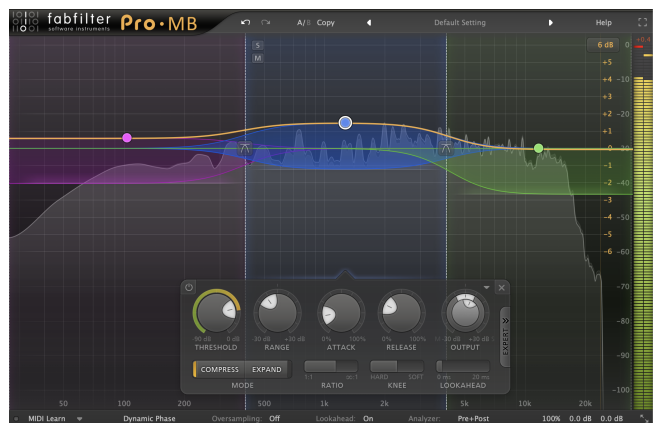 fabfilter Pro·MB
software instruments
A/B Copy
Default Setting
Help
S
M
6 dB 0
+5
+4 -10
+3
+2 -20
+1
0 -30
-1
-2 -40
-3
-4 -50
-5
-6 -60
-70
-80
-90
-100
-90 dB 0 dB
THRESHOLD
-30 dB +30 dB
RANGE
0% 100%
ATTACK
0% 100%
RELEASE
+30 dB
OUTPUT
EXPERT
COMPRESS EXPAND
MODE
1:1 ∞:1
RATIO
HARD SOFT
KNEE
0 ms 20 ms
LOOKAHEAD
50 100 200 500 1k 2k 5k 10k 20k
MIDI Learn Dynamic Phase Oversampling: Off Lookahead: On Analyzer: Pre+Post 100% 0.0 dB 0.0 dB